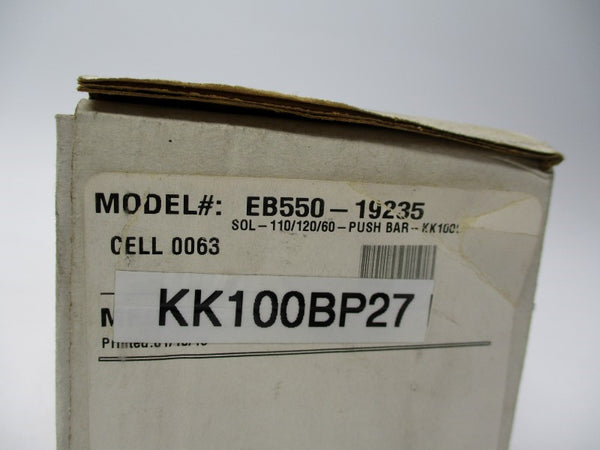 MODEL#: EB550-19235
SOL-110/120/60-PUSH BAR-
CELL 0063
KK100BP27